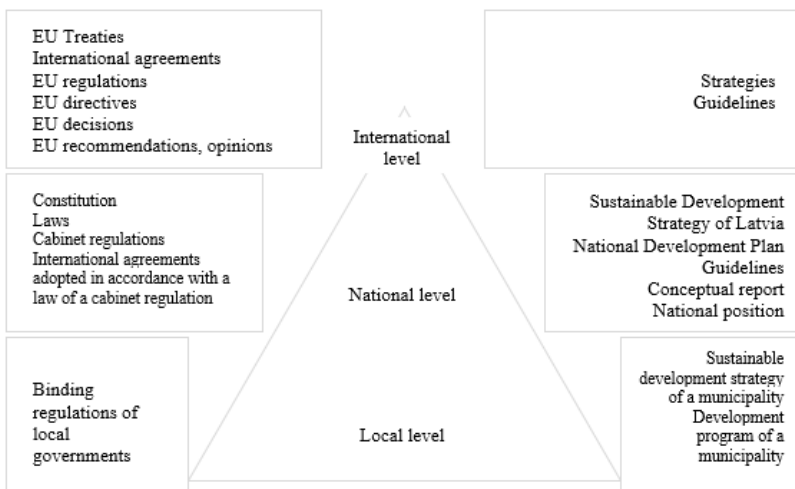 EU Treaties
International agreements
EU regulations
EU directives
EU decisions
EU recommendations, opinions
Strategies
Guidelines
International
level
Constitution
Laws
Cabinet regulations
International agreements
adopted in accordance with a
law of a cabinet regulation
National level
Sustainable Development
Strategy of Latvia
National Development Plan
Guidelines
Conceptual report
National position
Binding
regulations of
local
governments
Local level
Sustainable
development strategy
of a municipality
Development
program of a
municipality